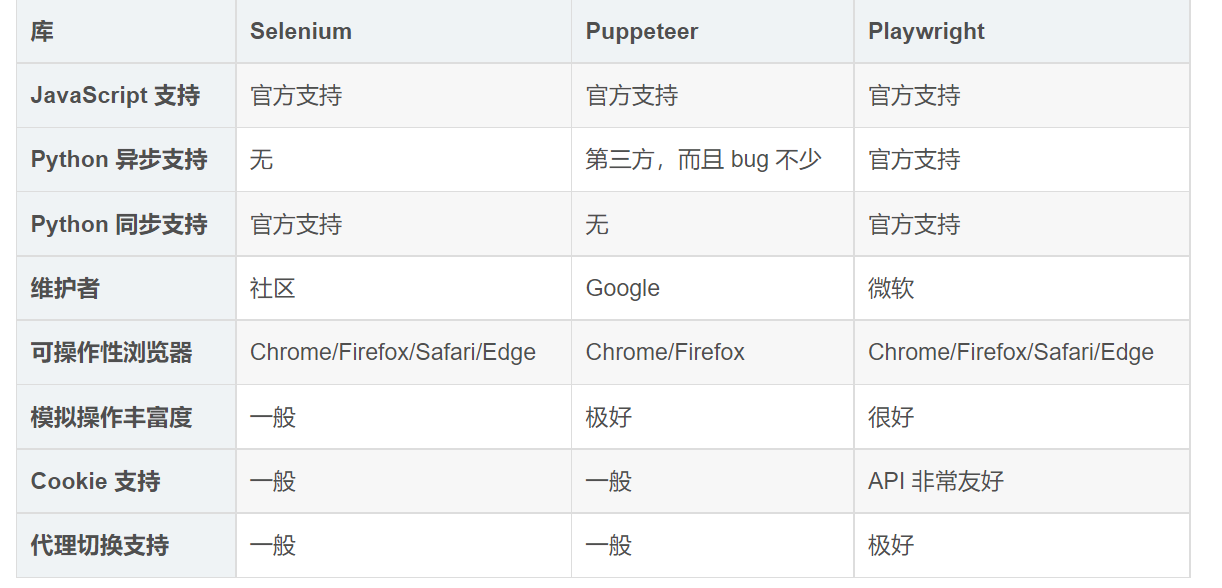 库 Selenium Puppeteer Playwright
JavaScript 支持 官方支持 官方支持 官方支持
Python 异步支持 无 第三方，而且 bug 不少 官方支持
Python 同步支持 官方支持 无 官方支持
维护者 社区 Google 微软
可操作性浏览器 Chrome/Firefox/Safari/Edge Chrome/Firefox Chrome/Firefox/Safari/Edge
模拟操作丰富度 一般 极好 很好
Cookie 支持 一般 一般 API 非常友好
代理切换支持 一般 一般 极好